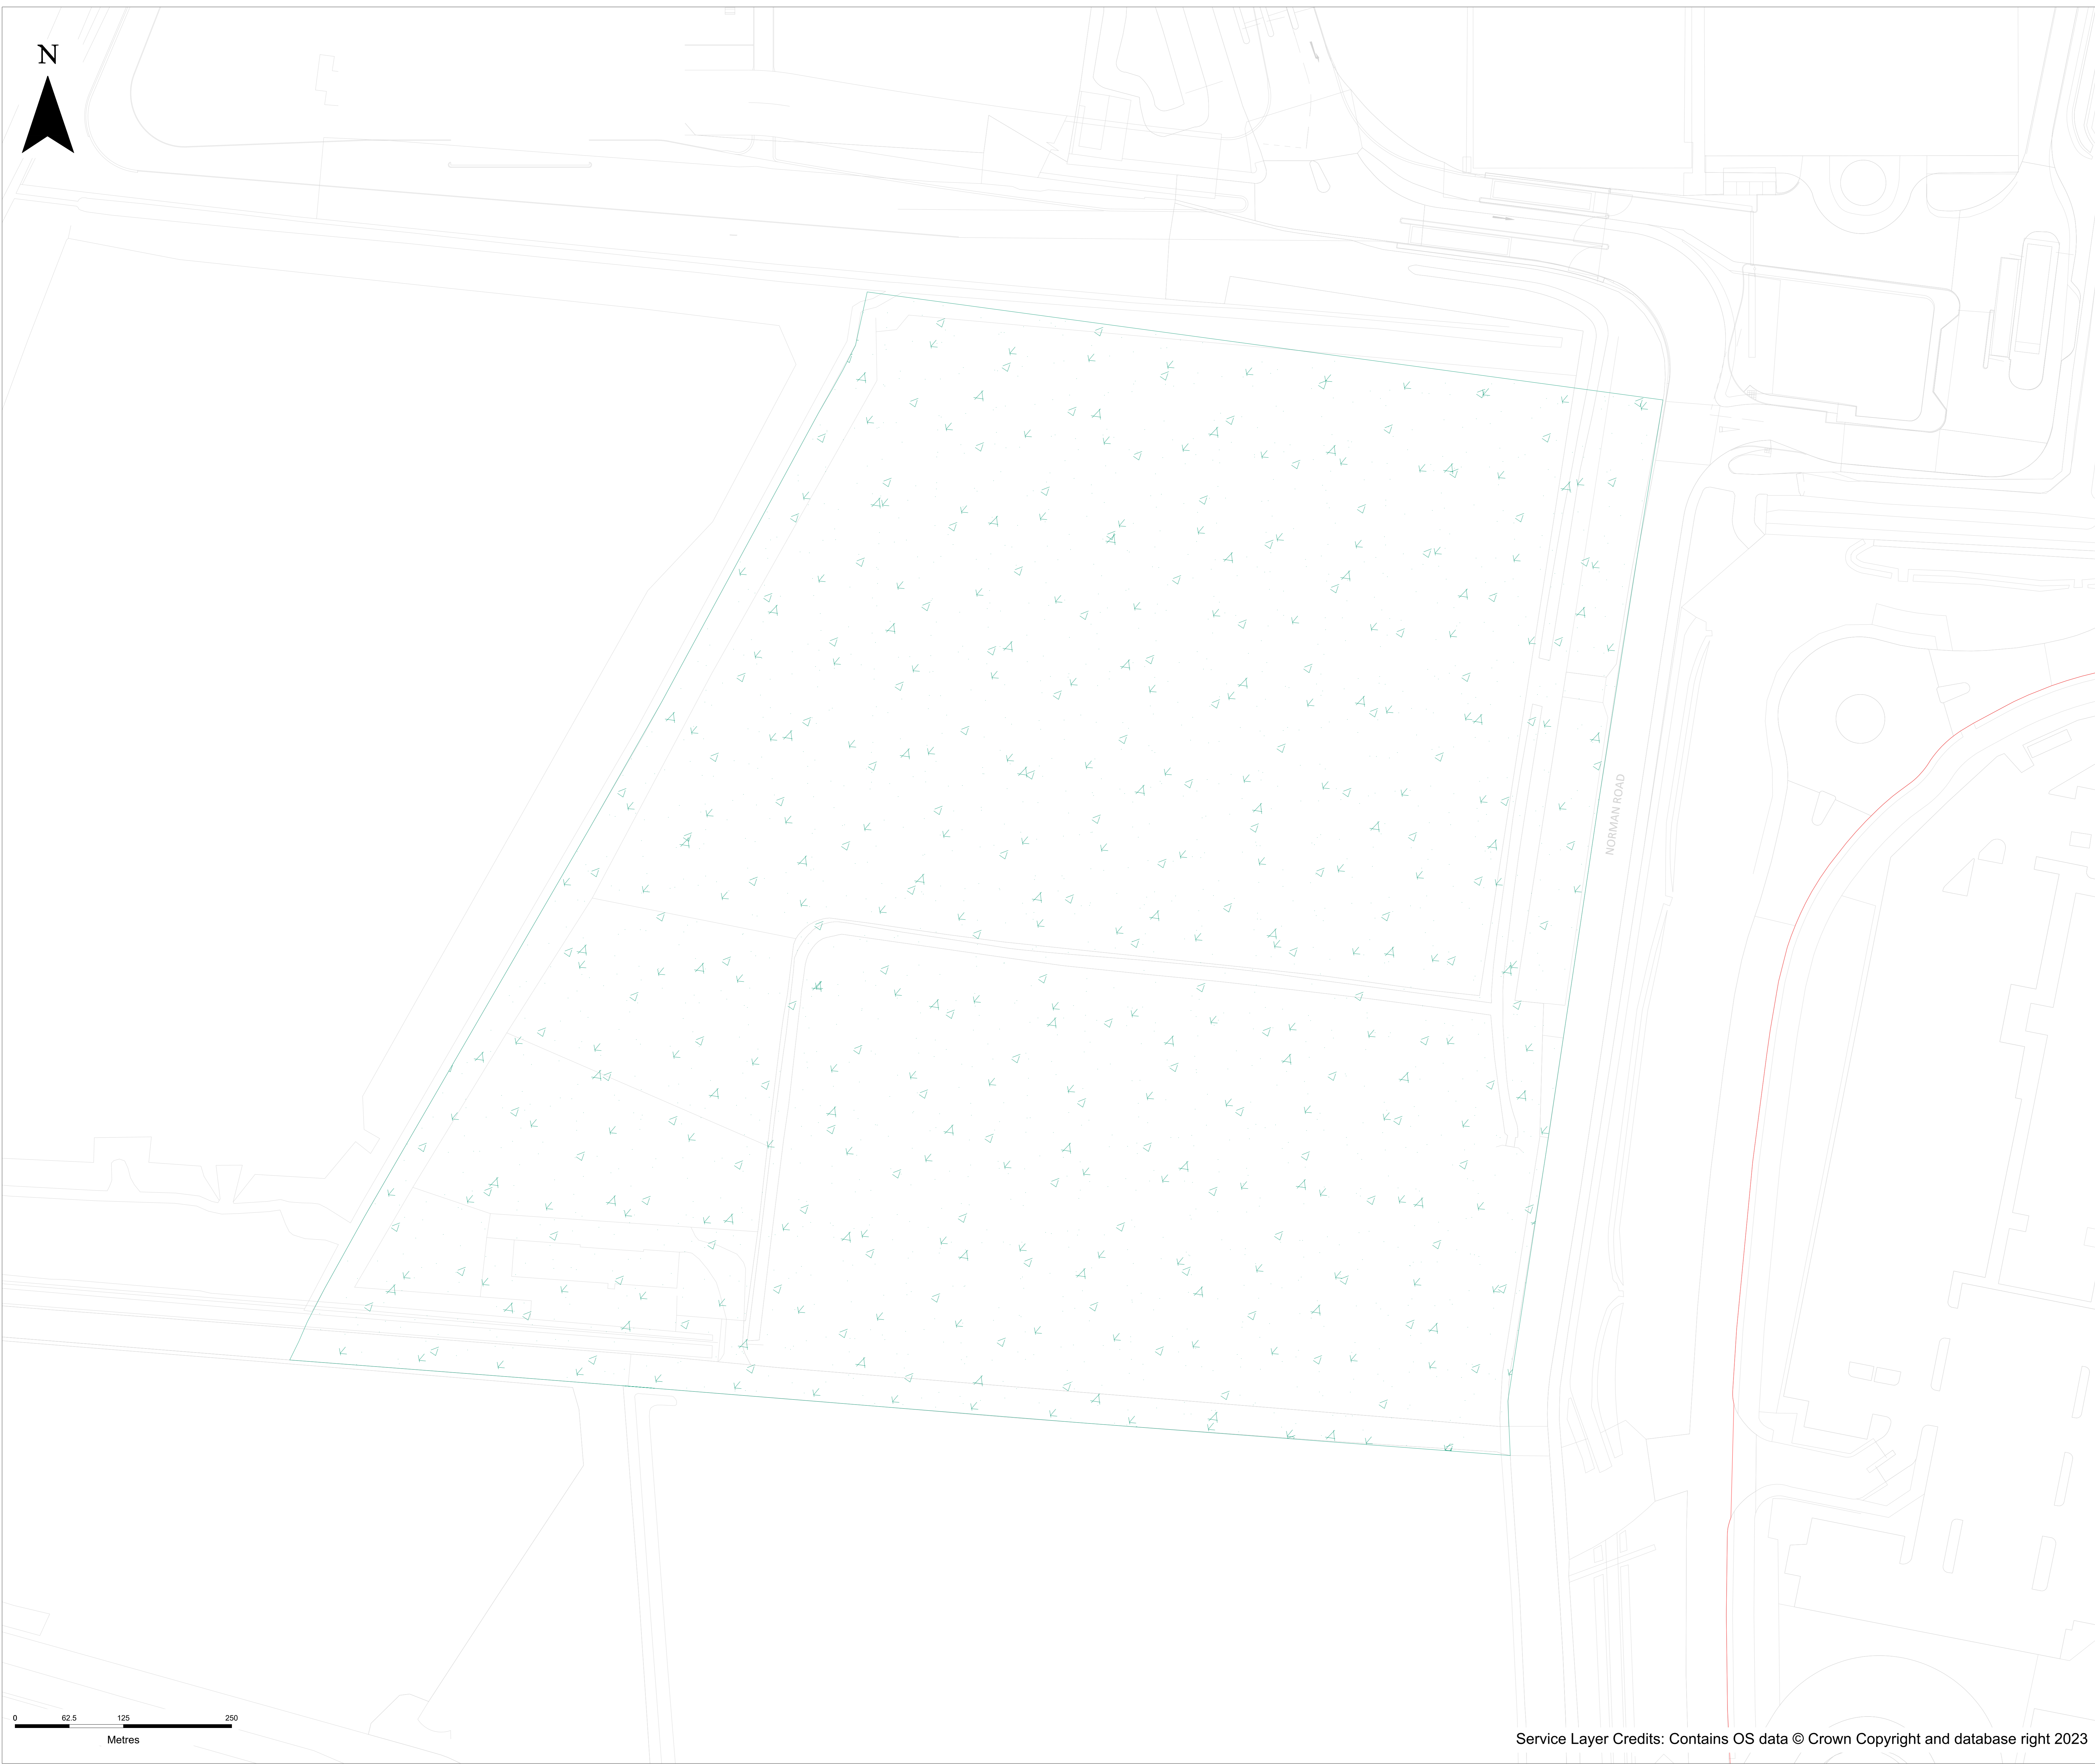 N
NORMAN ROAD
0 62.5 125 250
Metres
Service Layer Credits: Contains OS data © Crown Copyright and database right 2023